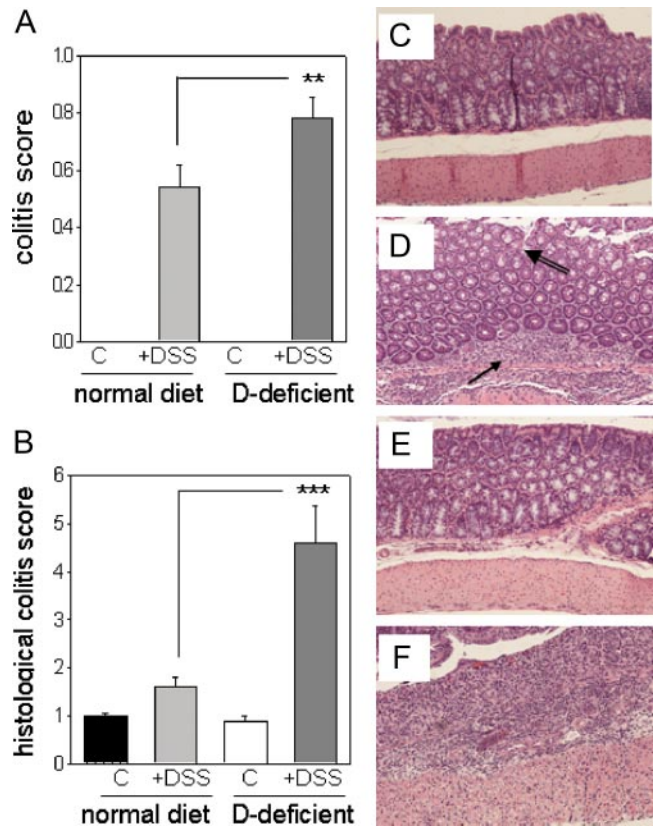 A
colitis score
1.0
0.8
0.6
0.4
0.2
0.0
**
C +DSS C +DSS
normal diet D-deficient
B
histological colitis score
6
5
4
3
2
1
0
***
C +DSS C +DSS
normal diet D-deficient
C
D
E
F